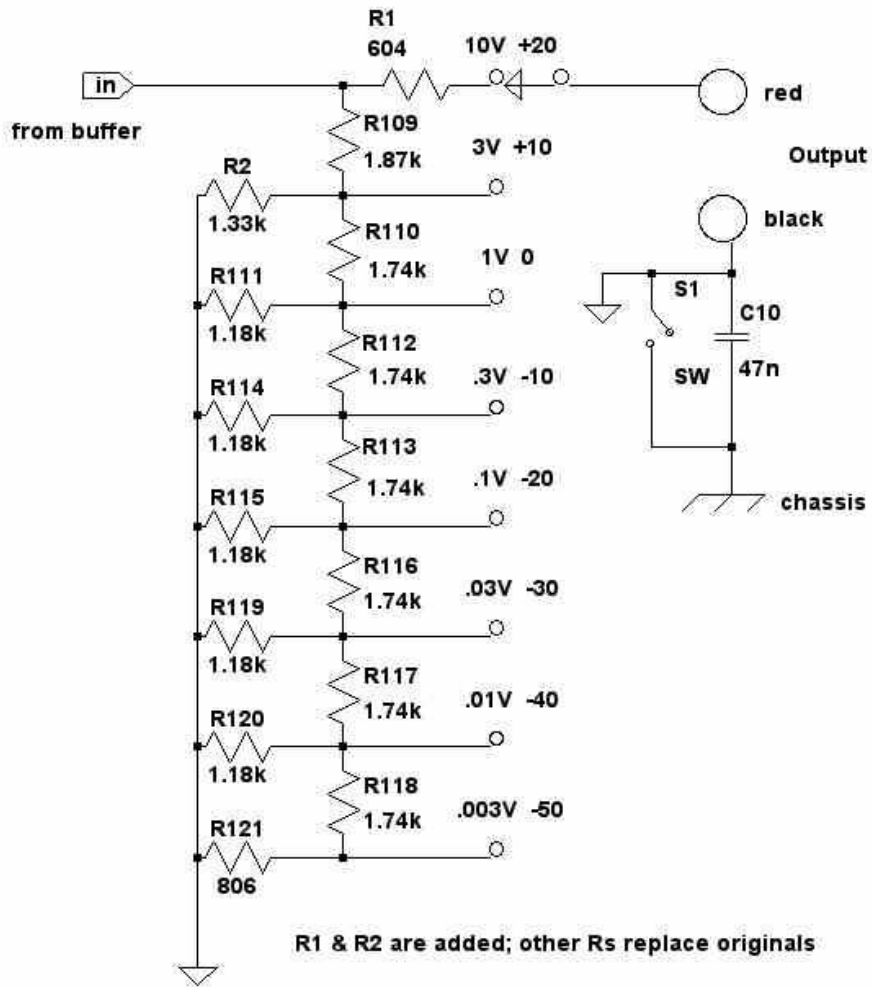 R1
604
10V +20
in
red
from buffer
R109
1.87k
3V +10
Output
R2
1.33k
black
R110
1.74k
1V 0
R111
1.18k
S1
C10
R112
1.74k
.3V -10
SW
47n
R114
1.18k
R113
1.74k
.1V -20
chassis
R115
1.18k
R116
1.74k
.03V -30
R119
1.18k
R117
1.74k
.01V -40
R120
1.18k
R118
1.74k
.003V -50
R121
806
R1 & R2 are added; other Rs replace originals